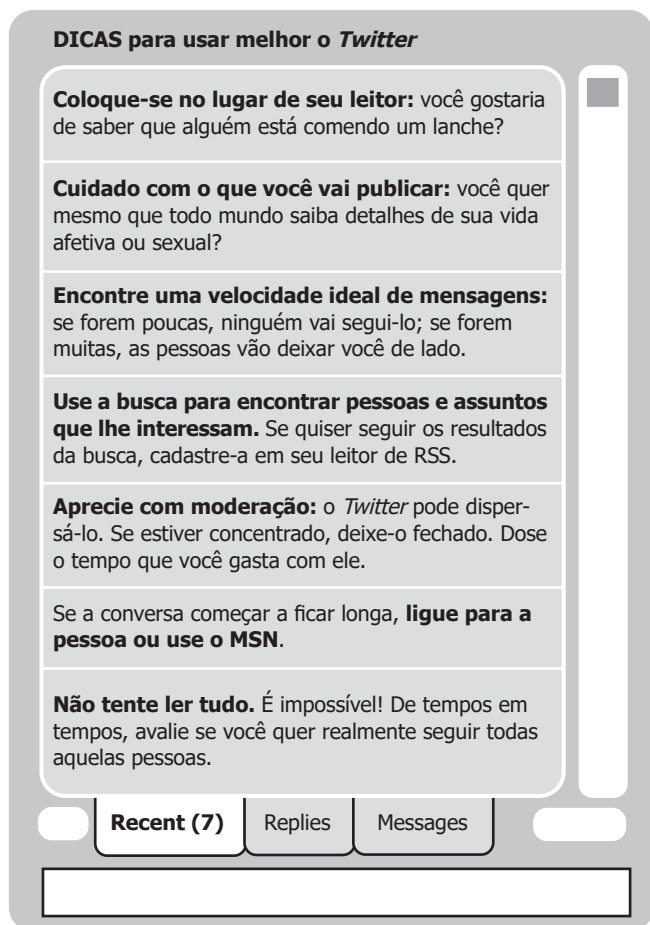 DICAS para usar melhor o Twitter
Coloque-se no lugar de seu leitor: você gostaria
de saber que alguém está comendo um lanche?
Cuidado com o que você vai publicar: você quer
mesmo que todo mundo saiba detalhes de sua vida
afetiva ou sexual?
Encontre uma velocidade ideal de mensagens:
se forem poucas, ninguém vai segui-lo; se forem
muitas, as pessoas vão deixar você de lado.
Use a busca para encontrar pessoas e assuntos
que lhe interessam. Se quiser seguir os resultados
da busca, cadastre-a em seu leitor de RSS.
Aprecie com moderação: o Twitter pode disper-
sá-lo. Se estiver concentrado, deixe-o fechado. Dose
o tempo que você gasta com ele.
Se a conversa começar a ficar longa, ligue para a
pessoa ou use o MSN.
Não tente ler tudo. É impossível! De tempos em
tempos, avalie se você quer realmente seguir todas
aquelas pessoas.
Recent (7) Replies Messages